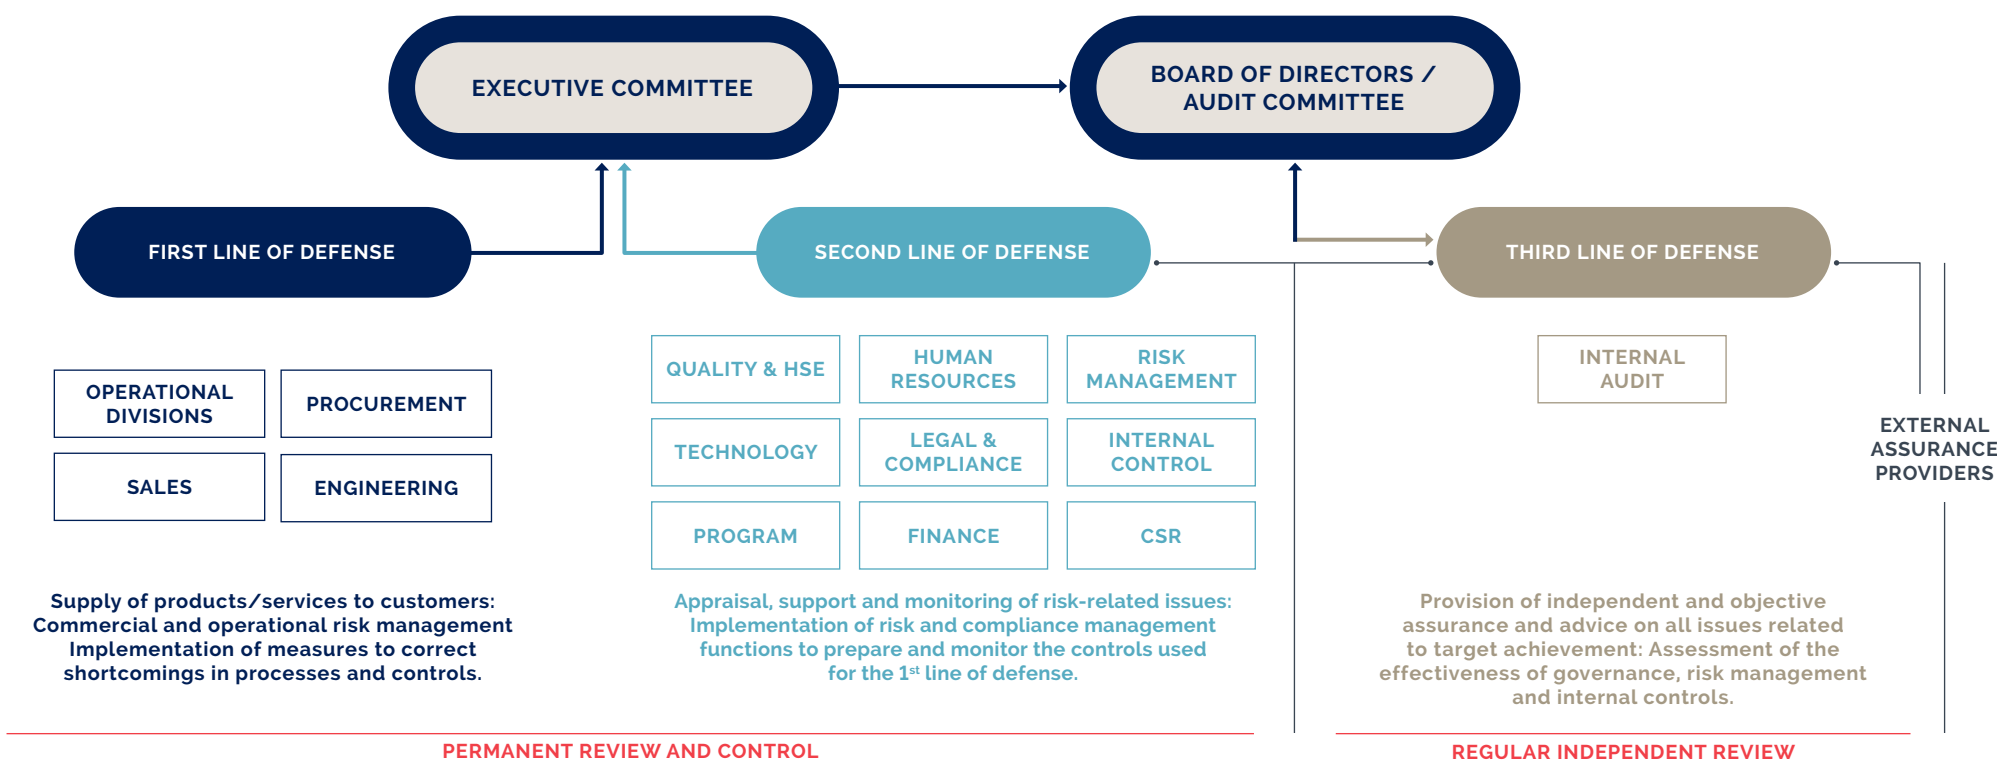 EXECUTIVE COMMITTEE
BOARD OF DIRECTORS /
AUDIT COMMITTEE
FIRST LINE OF DEFENSE
SECOND LINE OF DEFENSE
THIRD LINE OF DEFENSE
OPERATIONAL
DIVISIONS
PROCUREMENT
SALES
ENGINEERING
QUALITY & HSE
HUMAN
RESOURCES
RISK
MANAGEMENT
TECHNOLOGY
LEGAL &
COMPLIANCE
INTERNAL
CONTROL
PROGRAM
FINANCE
CSR
INTERNAL
AUDIT
EXTERNAL
ASSURANCE
PROVIDERS
Supply of products/services to customers:
Commercial and operational risk management
Implementation of measures to correct
shortcomings in processes and controls.
Appraisal, support and monitoring of risk-related issues:
Implementation of risk and compliance management
functions to prepare and monitor the controls used
for the 1st line of defense.
Provision of independent and objective
assurance and advice on all issues related
to target achievement: Assessment of the
effectiveness of governance, risk management
and internal controls.
PERMANENT REVIEW AND CONTROL
REGULAR INDEPENDENT REVIEW